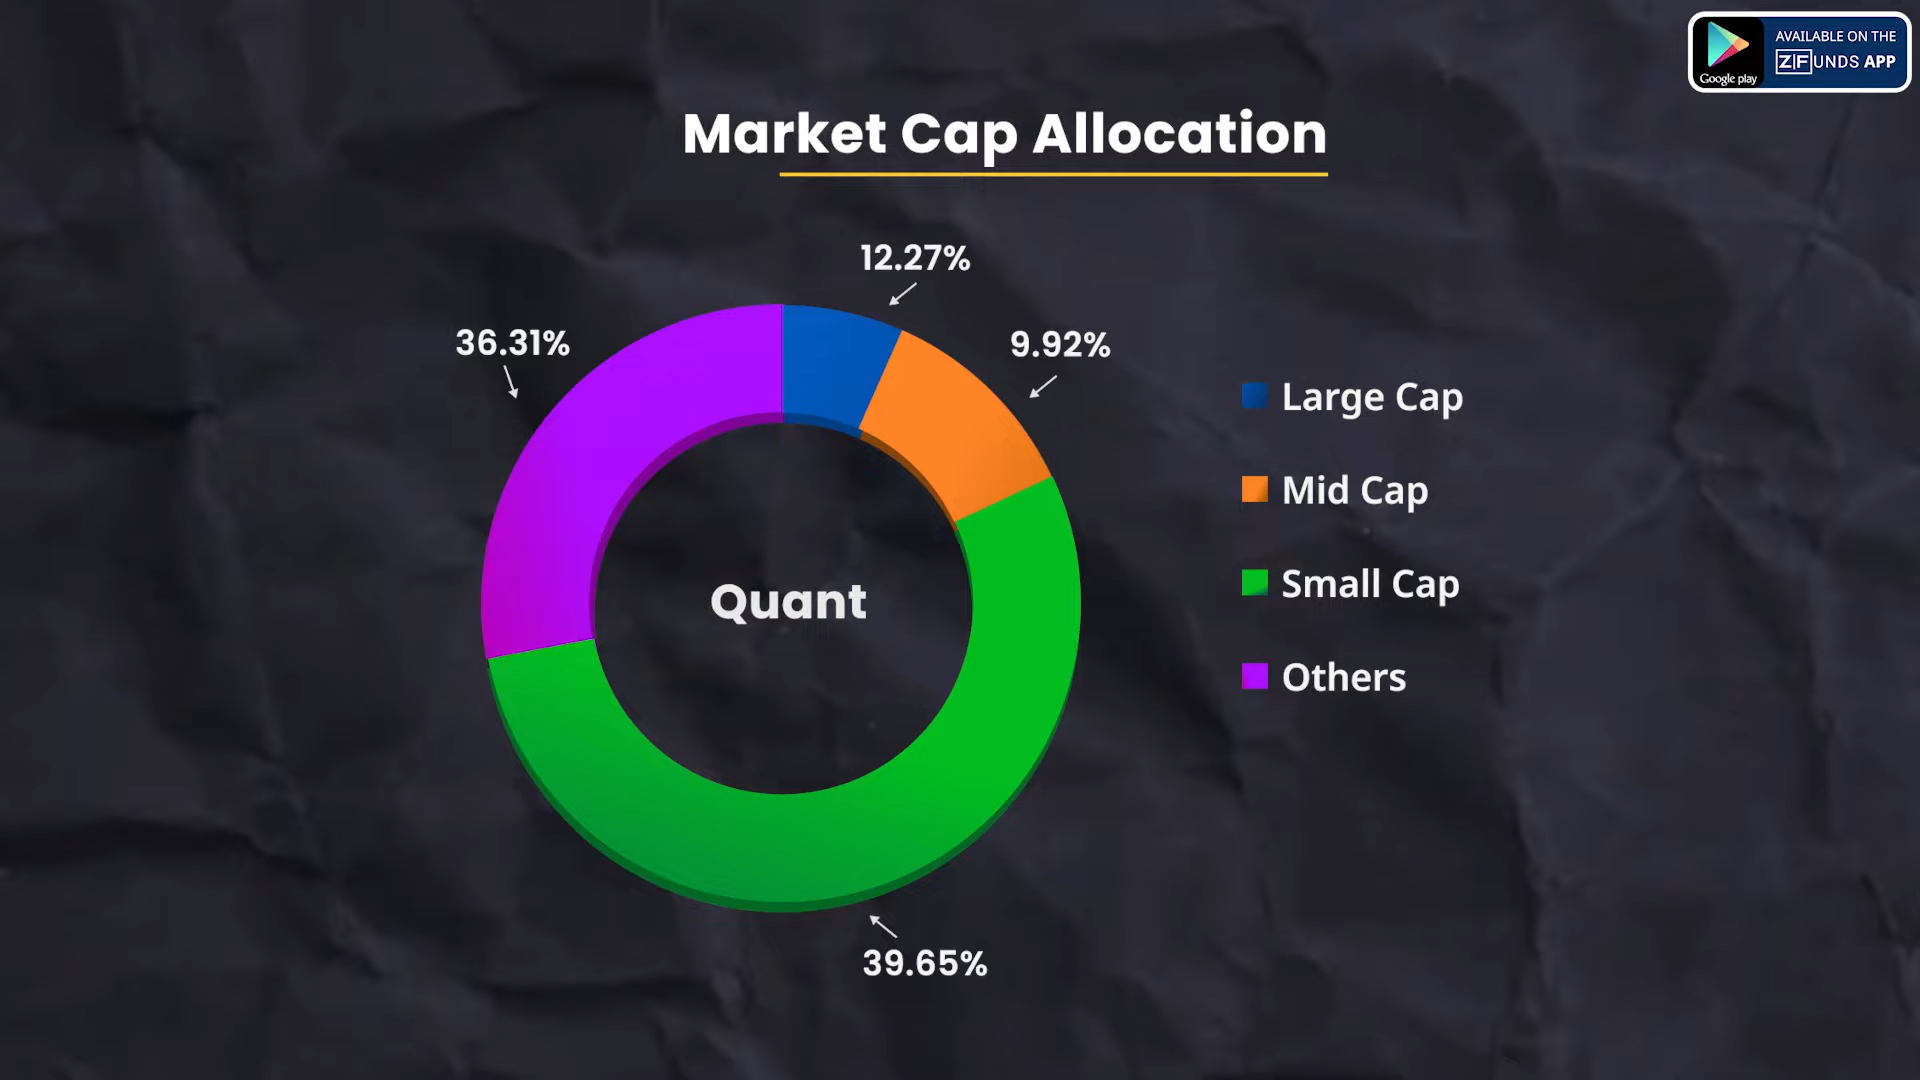 AVAILABLE ON THE
ZFUNDS APP
Google play
Market Cap Allocation
12.27%
36.31%
9.92%
Large Cap
Mid Cap
Small Cap
Quant
Others
39.65%